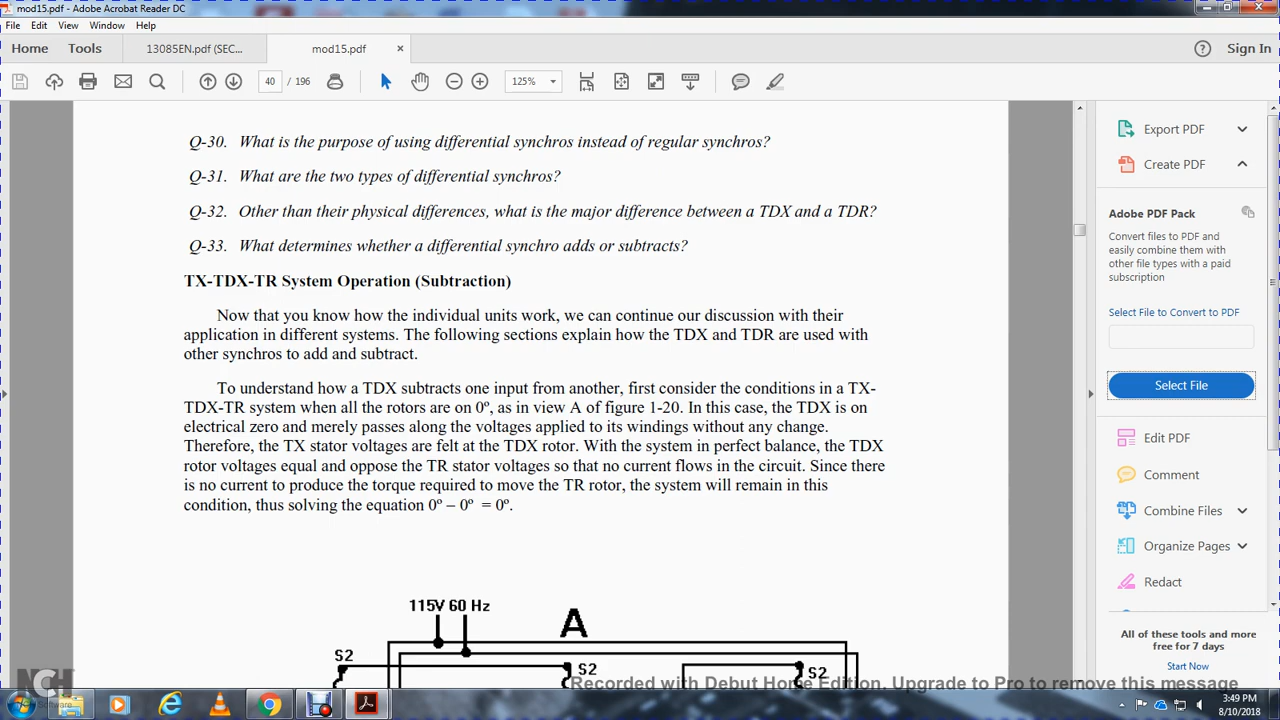 mod15.pdf - Adobe Acrobat Reader DC
File Edit View Window Help
Home Tools 13085EN.pdf (SEC... mod15.pdf × Sign In
40 / 196 125%
Q-30. What is the purpose of using differential synchros instead of regular synchros?
Q-31. What are the two types of differential synchros?
Q-32. Other than their physical differences, what is the major difference between a TDX and a TDR?
Q-33. What determines whether a differential synchro adds or subtracts?
TX-TDX-TR System Operation (Subtraction)
Now that you know how the individual units work, we can continue our discussion with their
application in different systems. The following sections explain how the TDX and TDR are used with
other synchros to add and subtract.
To understand how a TDX subtracts one input from another, first consider the conditions in a TX-
TDX-TR system when all the rotors are on 0º, as in view A of figure 1-20. In this case, the TDX is on
electrical zero and merely passes along the voltages applied to its windings without any change.
Therefore, the TX stator voltages are felt at the TDX rotor. With the system in perfect balance, the TDX
rotor voltages equal and oppose the TR stator voltages so that no current flows in the circuit. Since there
is no current to produce the torque required to move the TR rotor, the system will remain in this
condition, thus solving the equation 0º − 0º = 0º.
115V 60 Hz
A
S2 S2 S2
Export PDF
Create PDF
Adobe PDF Pack
Convert files to PDF and
easily combine them with
other file types with a paid
subscription
Select File to Convert to PDF
Select File
Edit PDF
Comment
Combine Files
Organize Pages
Redact
All of these tools and more
free for 7 days
Start Now
NCH
Software
Recorded with Debut Home Edition. Upgrade to Pro to remove this message
3:49 PM
8/10/2018